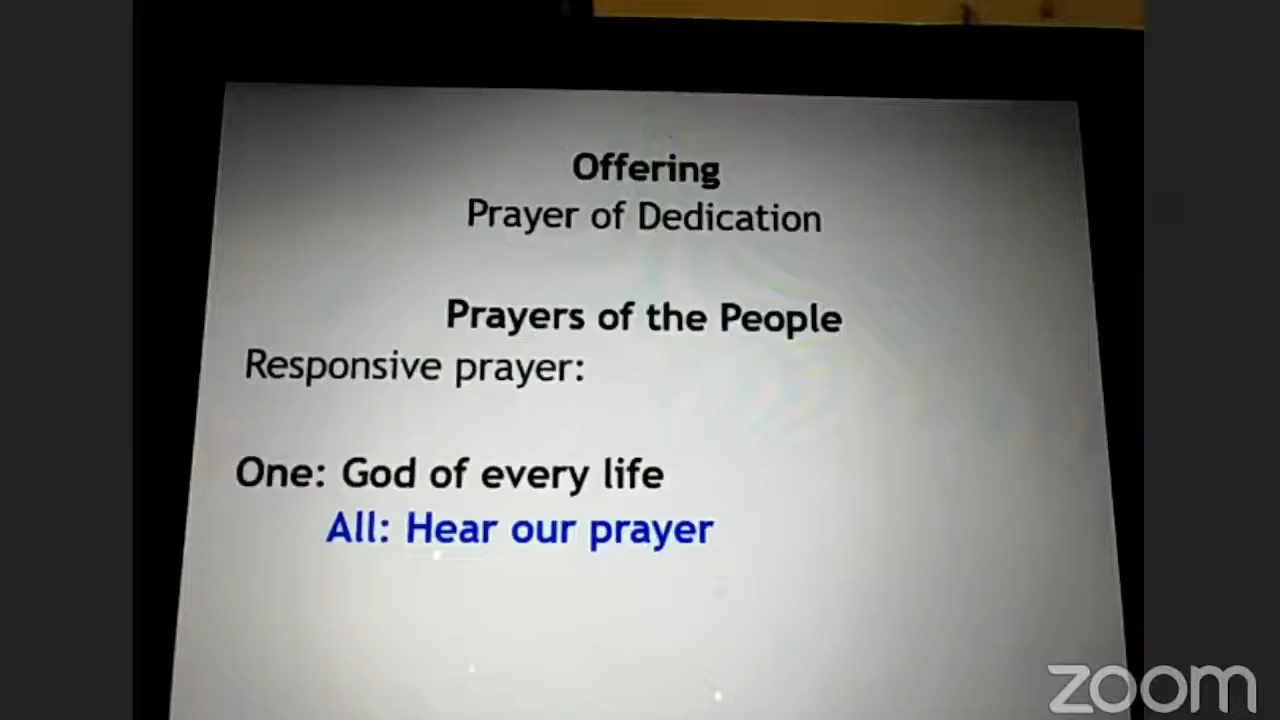 Offering
Prayer of Dedication
Prayers of the People
Responsive prayer:
One: God of every life
All: Hear our prayer
zoom